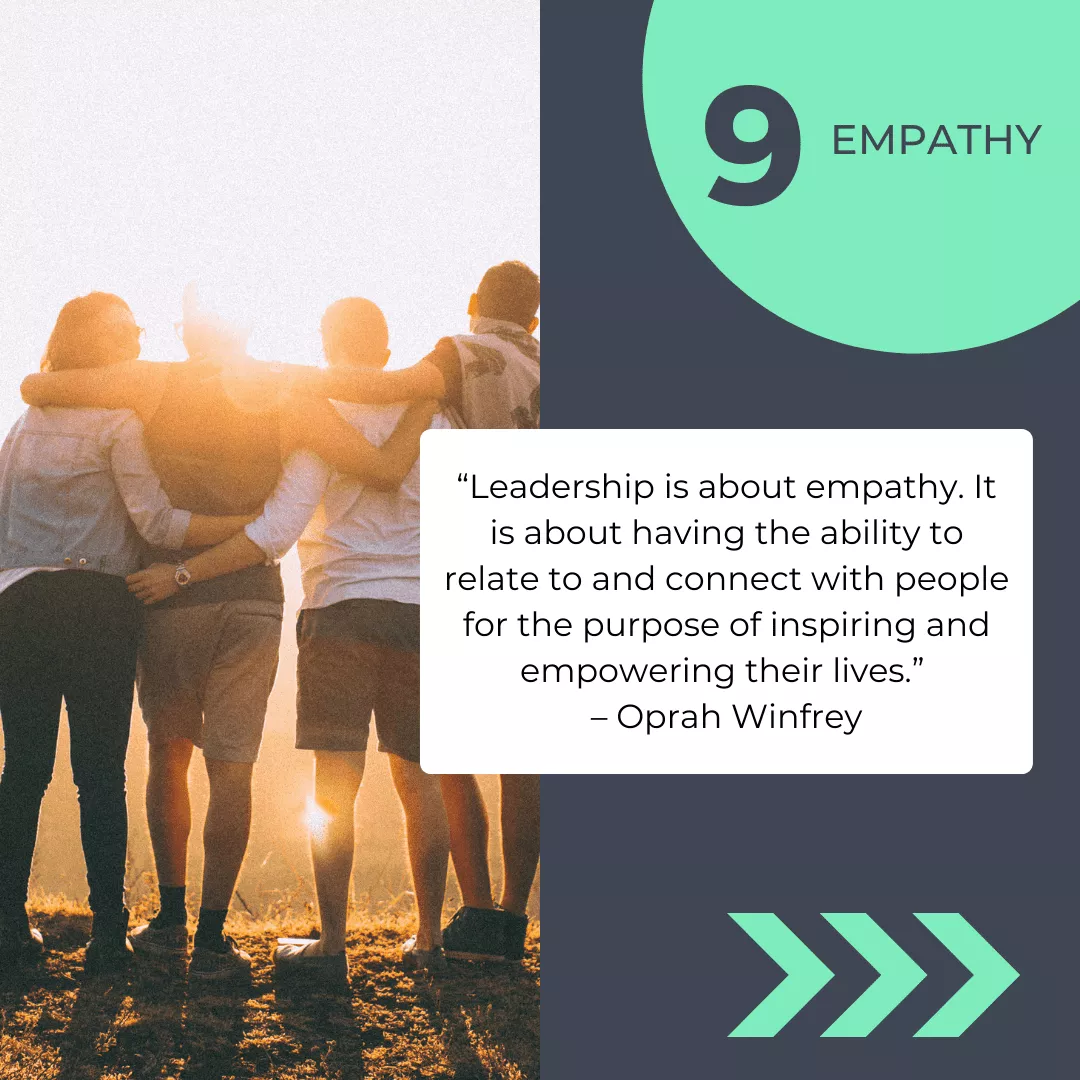 9 EMPATHY
“Leadership is about empathy. It
is about having the ability to
relate to and connect with people
for the purpose of inspiring and
empowering their lives.”
– Oprah Winfrey